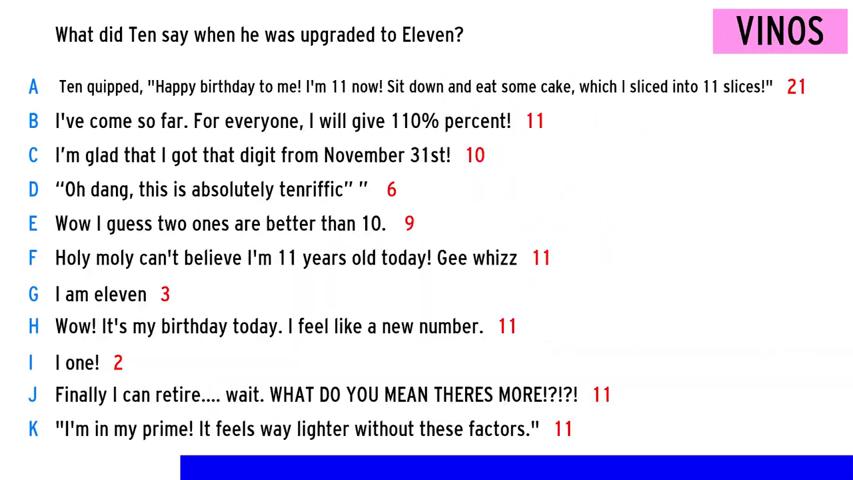 What did Ten say when he was upgraded to Eleven?
VINOS
A Ten quipped, "Happy birthday to me! I'm 11 now! Sit down and eat some cake, which I sliced into 11 slices!" 21
B I've come so far. For everyone, I will give 110% percent! 11
C I’m glad that I got that digit from November 31st! 10
D “Oh dang, this is absolutely tenriffic” ” 6
E Wow I guess two ones are better than 10. 9
F Holy moly can't believe I'm 11 years old today! Gee whizz 11
G I am eleven 3
H Wow! It's my birthday today. I feel like a new number. 11
I I one! 2
J Finally I can retire.... wait. WHAT DO YOU MEAN THERES MORE!?!?! 11
K "I'm in my prime! It feels way lighter without these factors." 11